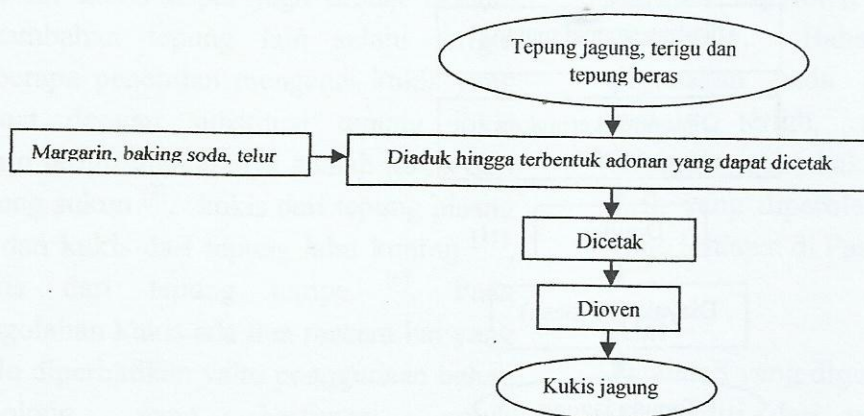 Tepung jagung, terigu dan
tepung beras
Margarin, baking soda, telur
Diaduk hingga terbentuk adonan yang dapat dicetak
Dicetak
Dioven
Kukis jagung